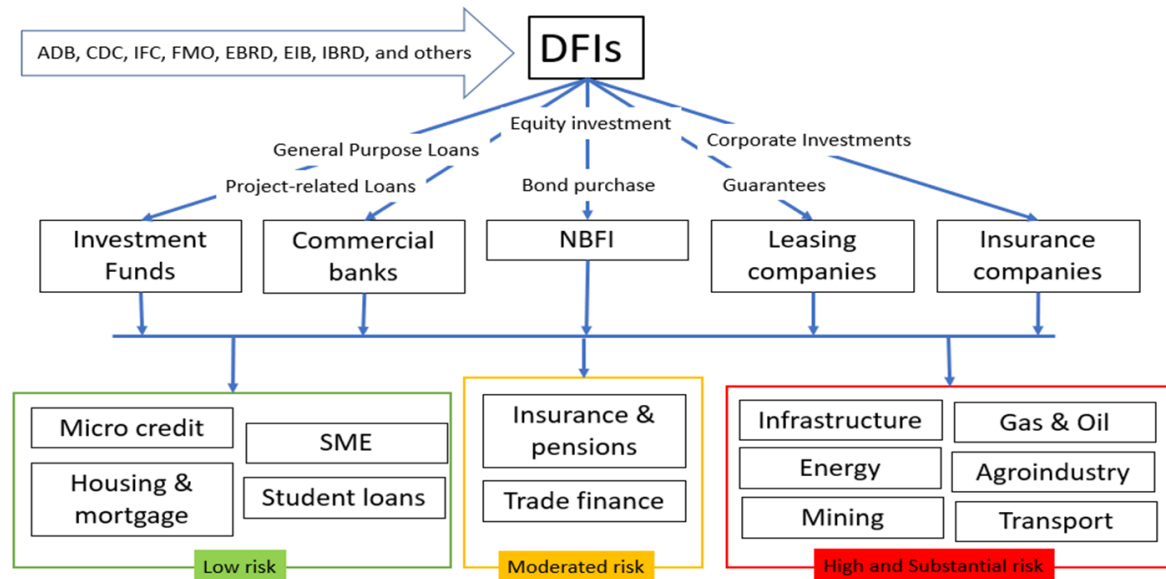 ADB, CDC, IFC, FMO, EBRD, EIB, IBRD, and others
DFIs
Equity investment
General Purpose Loans
Corporate Investments
Project-related Loans
Bond purchase
Guarantees
Investment
Funds
Commercial
banks
NBFI
Leasing
companies
Insurance
companies
Micro credit
SME
Housing &
mortgage
Student loans
Low risk
Insurance &
pensions
Trade finance
Moderated risk
Infrastructure
Gas & Oil
Energy
Agroindustry
Mining
Transport
High and Substantial risk